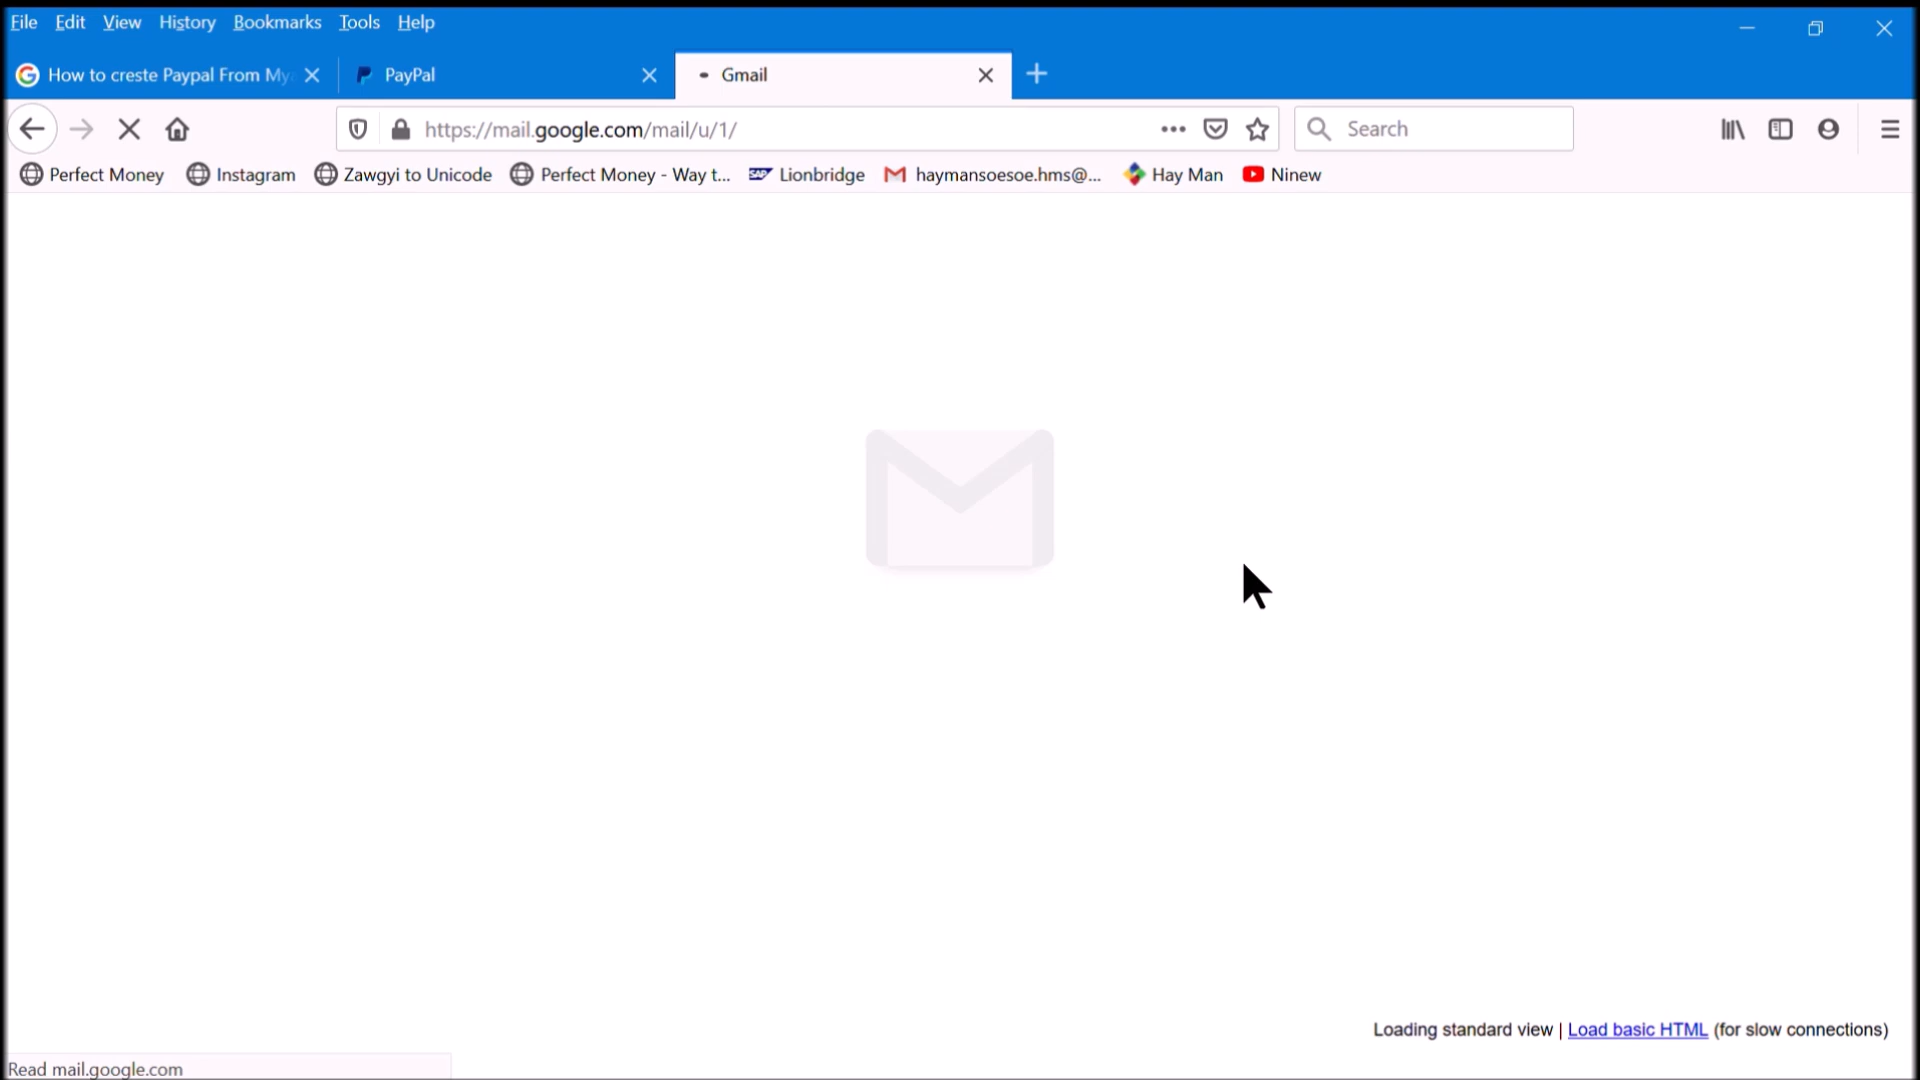 File Edit View History Bookmarks Tools Help
How to creste Paypal From My
PayPal
Gmail
https://mail.google.com/mail/u/1/
Search
Perfect Money Instagram Zawgyi to Unicode Perfect Money - Way t... Lionbridge haymansoesoe.hms@... Hay Man Ninew
Loading standard view | Load basic HTML (for slow connections)
Read mail.google.com